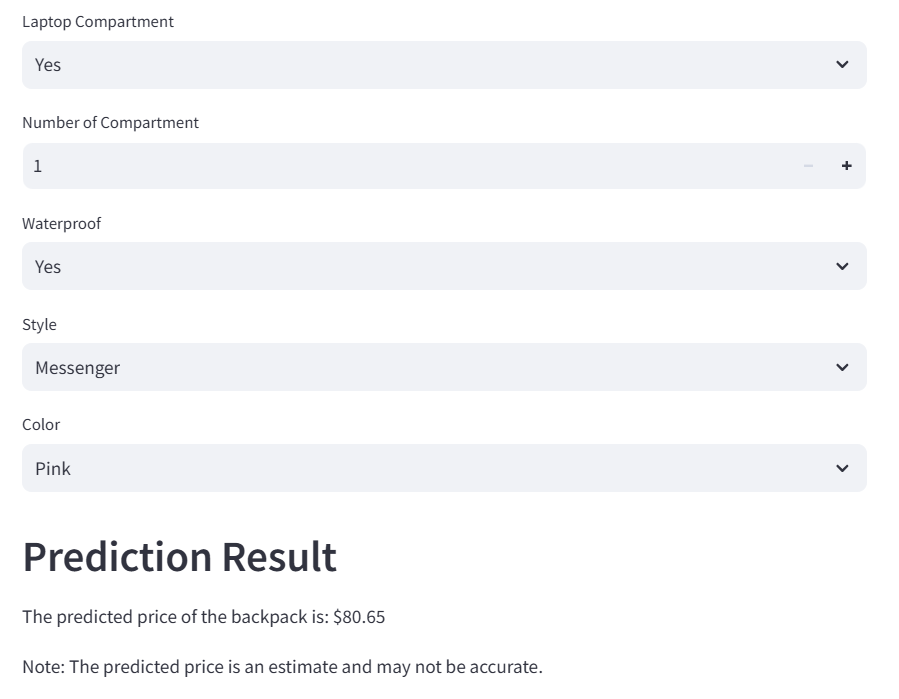 Laptop Compartment
Yes
Number of Compartment
1
Waterproof
Yes
Style
Messenger
Color
Pink
Prediction Result
The predicted price of the backpack is: $80.65
Note: The predicted price is an estimate and may not be accurate.